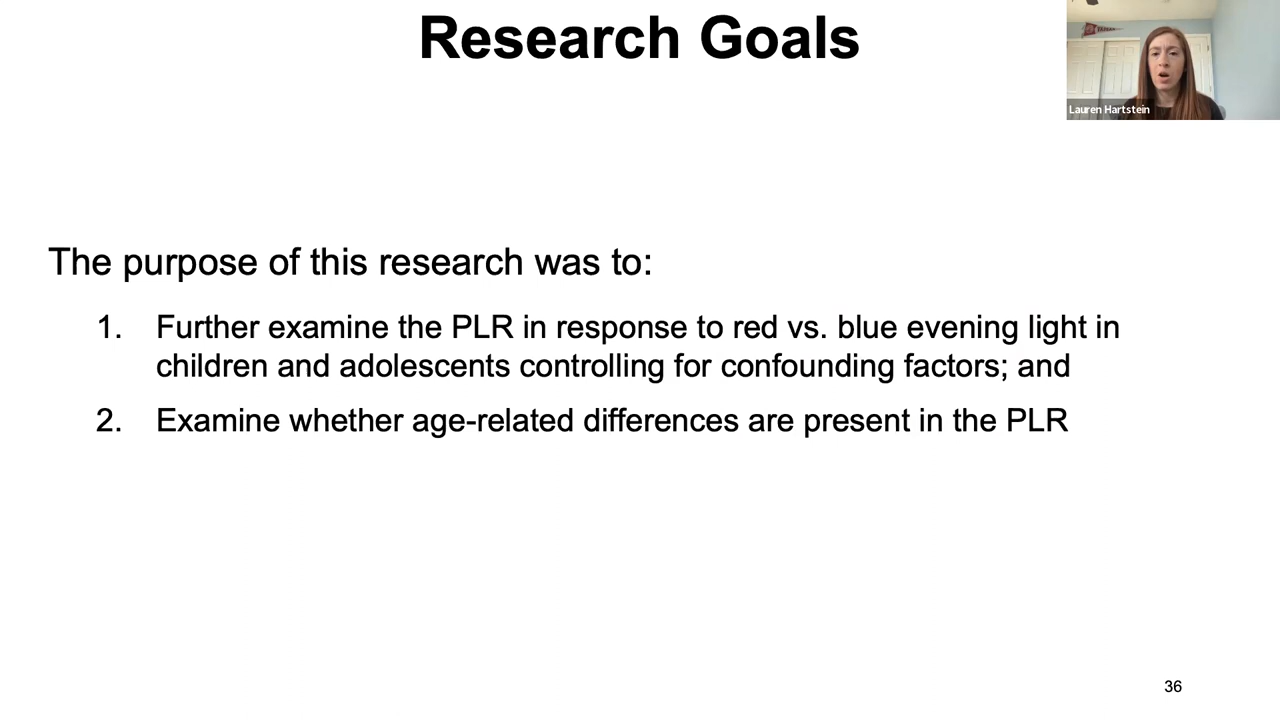 Research Goals
Lauren Hartstein
The purpose of this research was to:
1. Further examine the PLR in response to red vs. blue evening light in
children and adolescents controlling for confounding factors; and
2. Examine whether age-related differences are present in the PLR
36